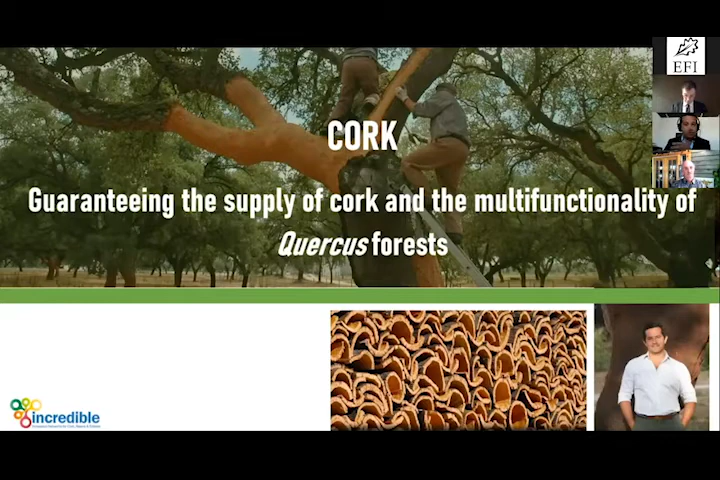 EFI
CORK
Guaranteeing the supply of cork and the multifunctionality of
Quercus forests
incredible